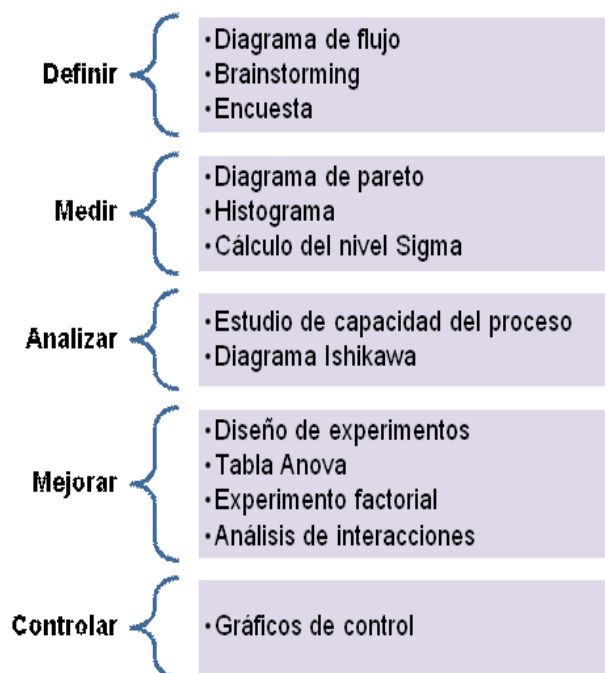 Definir
·Diagrama de flujo
·Brainstorming
·Encuesta
Medir
·Diagrama de pareto
·Histograma
·Cálculo del nivel Sigma
Analizar
·Estudio de capacidad del proceso
·Diagrama Ishikawa
Mejorar
·Diseño de experimentos
·Tabla Anova
·Experimento factorial
·Análisis de interacciones
Controlar
·Gráficos de control